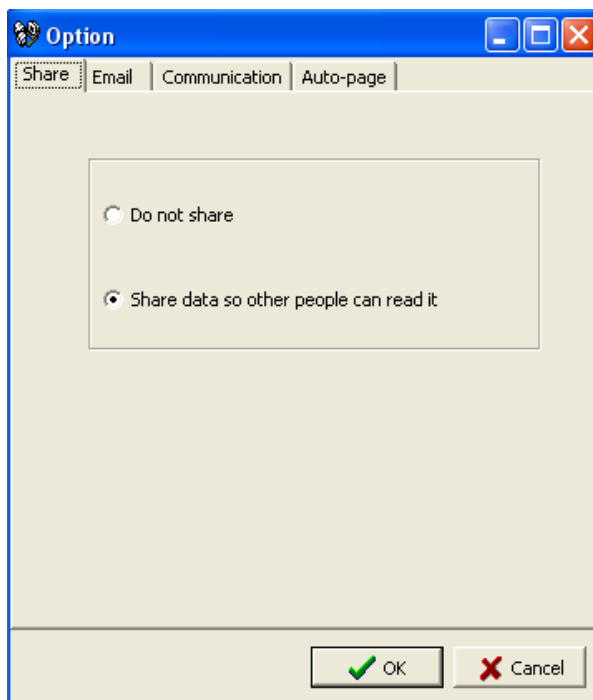 Option
Share Email Communication Auto-page
Do not share
Share data so other people can read it
OK Cancel